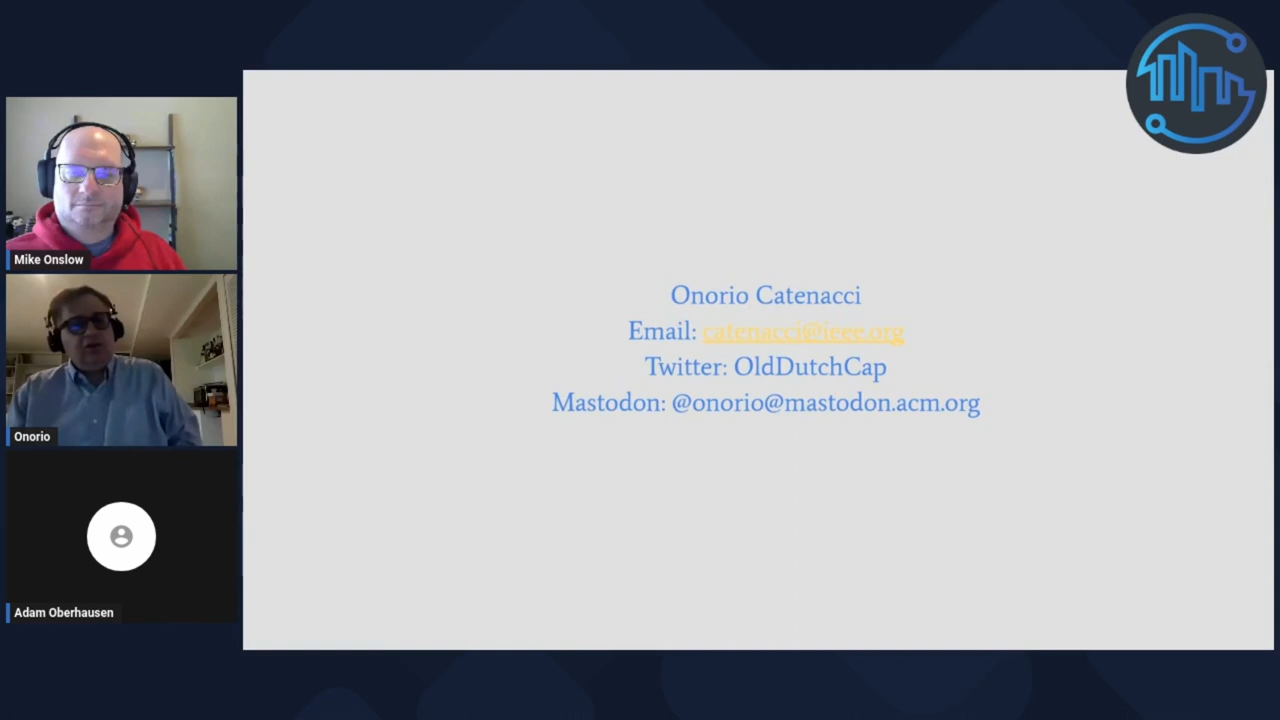 Mike Onslow
Onorio
Adam Oberhausen
Onorio Catenacci
Email: catenacci@ieee.org
Twitter: OldDutchCap
Mastodon: @onorio@mastodon.acm.org